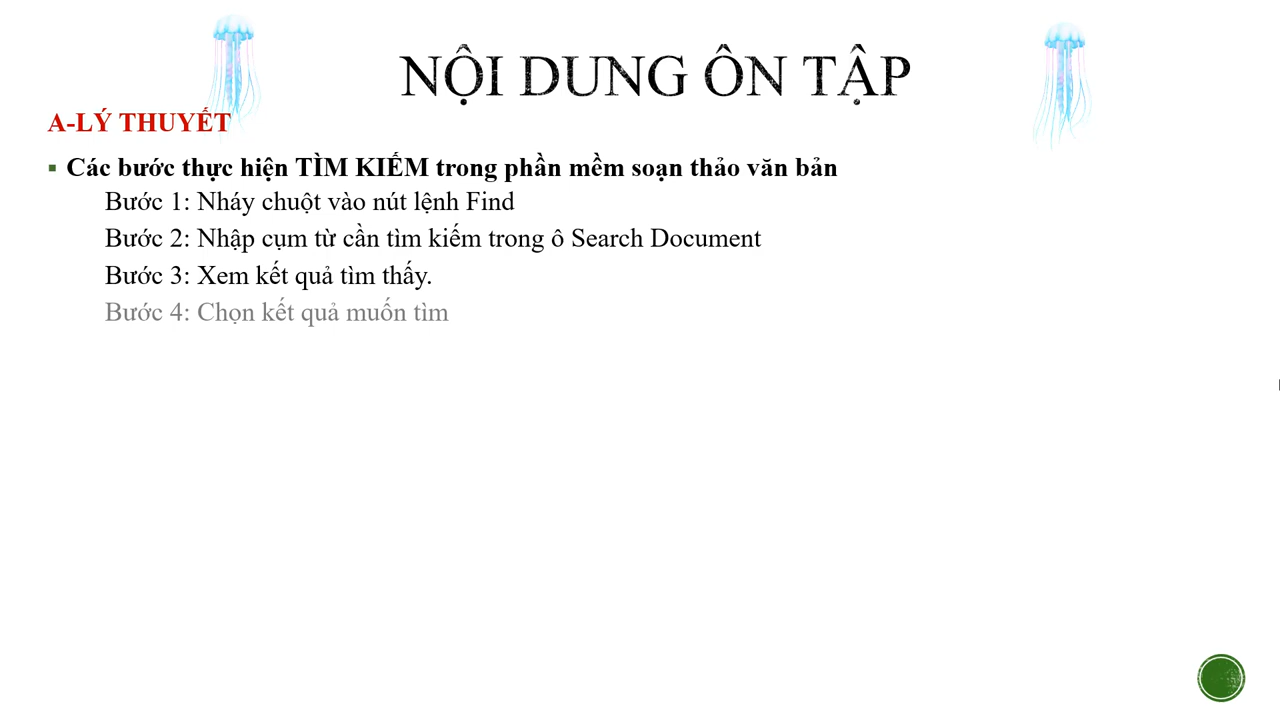 NỘI DUNG ÔN TẬP
A-LÝ THUYẾT
▪ Các bước thực hiện TÌM KIẾM trong phần mềm soạn thảo văn bản
Bước 1: Nháy chuột vào nút lệnh Find
Bước 2: Nhập cụm từ cần tìm kiếm trong ô Search Document
Bước 3: Xem kết quả tìm thấy.
Bước 4: Chọn kết quả muốn tìm